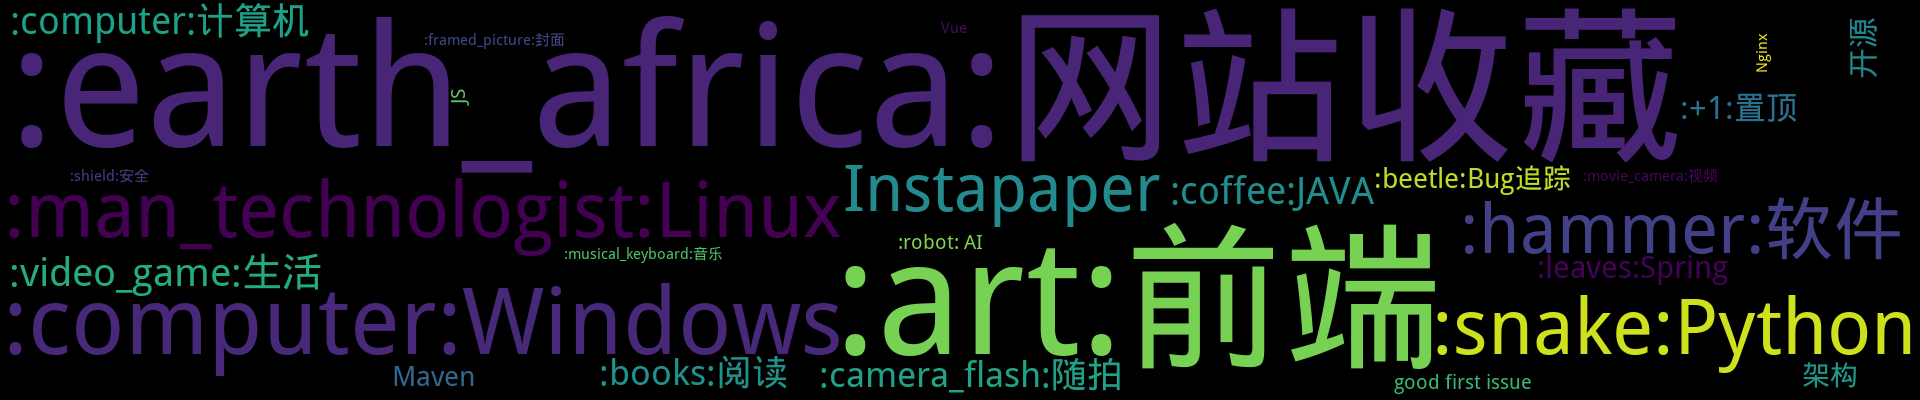 :computer:计算机
:framed_picture:封面
Vue
:earth_africa:网站收藏
JS
Nginx
开源
:+1:置顶
:shield:安全
:man_technologist:Linux
Instapaper
:coffee:JAVA
:beetle:Bug追踪
:movie_camera:视频
:hammer:软件
:robot: AI
:musical_keyboard:音乐
:video_game:生活
:art:前端
:leaves:Spring
:computer:Windows
:snake:Python
Maven
:books:阅读
:camera_flash:随拍
good first issue
架构